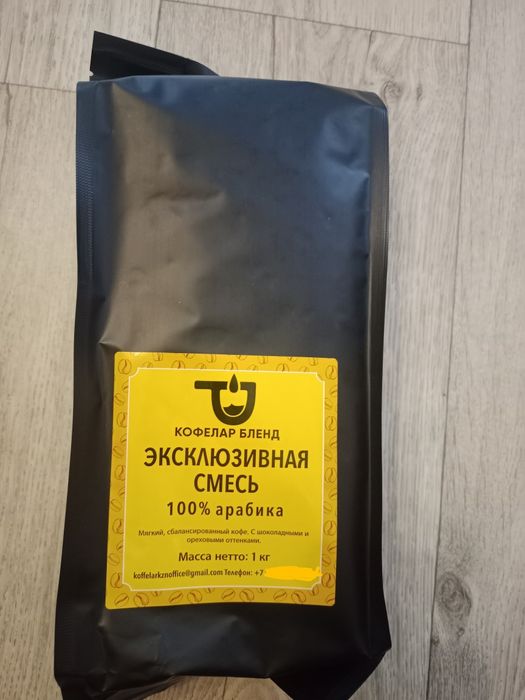 КОФЕЛАР БЛЕНД
ЭКСКЛЮЗИВНАЯ
СМЕСЬ
100% арабика
Мягкий, сбалансированный кофе. С шоколадными и
ореховыми оттенками.
Масса нетто: 1 кг
koffelarkznoffice@gmail.com Телефон: +7